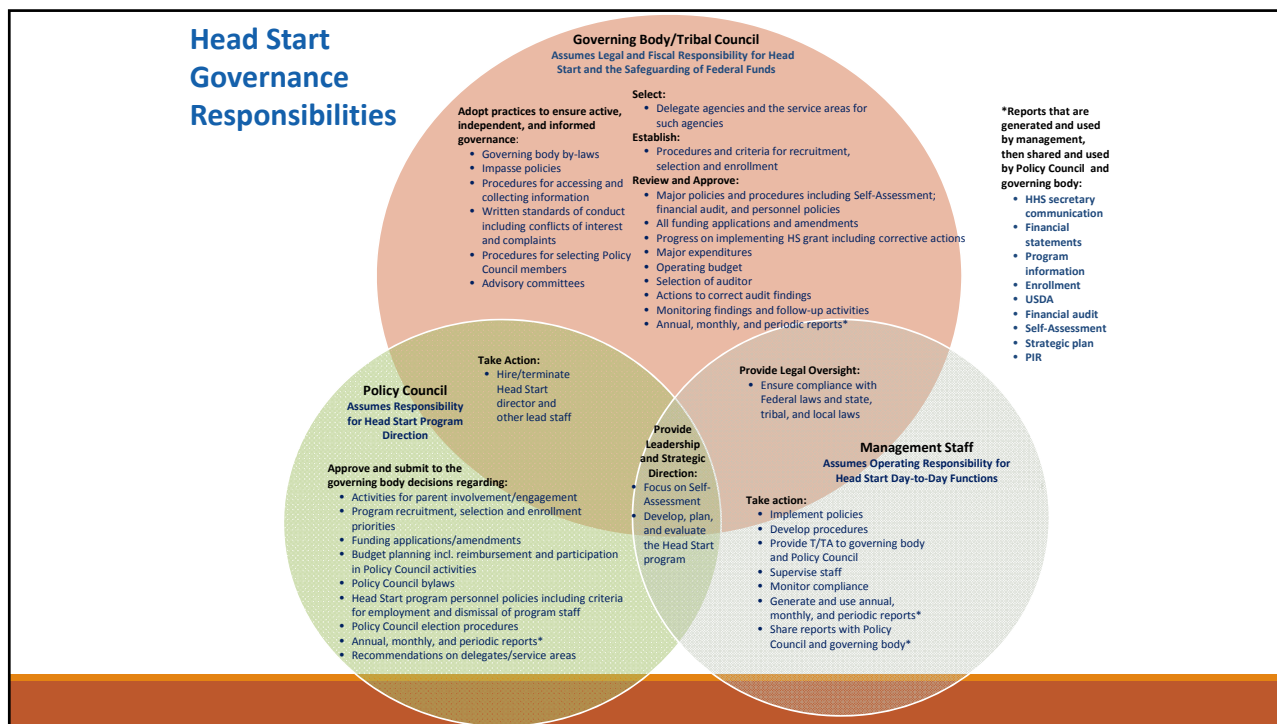 Head Start
Governance
Responsibilities
Governing Body/Tribal Council
Assumes Legal and Fiscal Responsibility for Head
Start and the Safeguarding of Federal Funds
Adopt practices to ensure active,
independent, and informed
governance:
• Governing body by-laws
• Impasse policies
• Procedures for accessing and
collecting information
• Written standards of conduct
including conflicts of interest
and complaints
• Procedures for selecting Policy
Council members
• Advisory committees
Select:
• Delegate agencies and the service areas for
such agencies
Establish:
• Procedures and criteria for recruitment,
selection and enrollment
Review and Approve:
• Major policies and procedures including Self-Assessment;
financial audit, and personnel policies
• All funding applications and amendments
• Progress on implementing HS grant including corrective actions
• Major expenditures
• Operating budget
• Selection of auditor
• Actions to correct audit findings
• Monitoring findings and follow-up activities
• Annual, monthly, and periodic reports*
*Reports that are
generated and used
by management,
then shared and used
by Policy Council and
governing body:
• HHS secretary
communication
• Financial
statements
• Program
information
• Enrollment
• USDA
• Financial audit
• Self-Assessment
• Strategic plan
• PIR
Take Action:
• Hire/terminate
Head Start
director and
other lead staff
Provide Legal Oversight:
• Ensure compliance with
Federal laws and state,
tribal, and local laws
Policy Council
Assumes Responsibility
for Head Start Program
Direction
Approve and submit to the
governing body decisions regarding:
• Activities for parent involvement/engagement
• Program recruitment, selection and enrollment
priorities
• Funding applications/amendments
• Budget planning incl. reimbursement and participation
in Policy Council activities
• Policy Council bylaws
• Head Start program personnel policies including criteria
for employment and dismissal of program staff
• Policy Council election procedures
• Annual, monthly, and periodic reports*
• Recommendations on delegates/service areas
Provide
Leadership
and Strategic
Direction:
• Focus on Self-
Assessment
• Develop, plan,
and evaluate
the Head Start
program
Management Staff
Assumes Operating Responsibility for
Head Start Day-to-Day Functions
Take action:
• Implement policies
• Develop procedures
• Provide T/TA to governing body
and Policy Council
• Supervise staff
• Monitor compliance
• Generate and use annual,
monthly, and periodic reports*
• Share reports with Policy
Council and governing body*